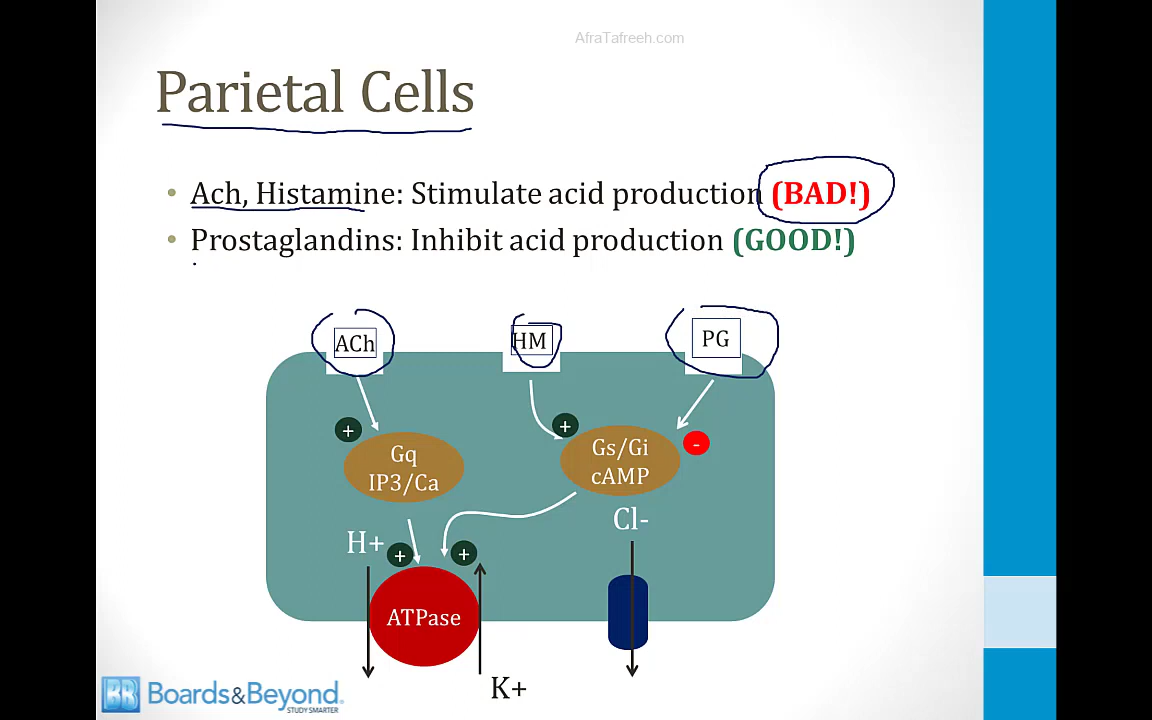 AfraTafreeh.com
Parietal Cells
• Ach, Histamine: Stimulate acid production (BAD!)
• Prostaglandins: Inhibit acid production (GOOD!)
ACh
HM
PG
+
+
-
Gq
IP3/Ca
Gs/Gi
cAMP
Cl-
H+
+
+
ATPase
K+
BB
Boards&Beyond.
STUDY SMARTER